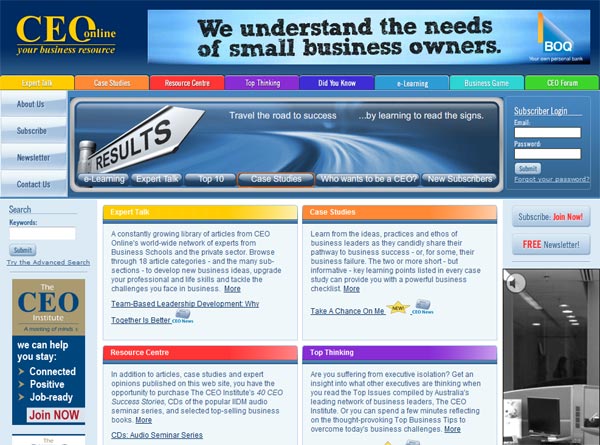 CEO online
your business resource
We understand the needs
of small business owners.
BOQ
Your own personal bank
Expert Talk
Case Studies
Resource Centre
Top Thinking
Did You Know
e-Learning
Business Game
CEO Forum
About Us
Subscribe
Newsletter
Contact Us
Travel the road to success ...by learning to read the signs.
RESULTS
e-Learning
Expert Talk
Top 10
Case Studies
Who wants to be a CEO?
New Subscribers
Subscriber Login
Email:
Password:
Submit
Forgot your password?
Search
Keywords:
Submit
Try the Advanced Search
The
CEO
Institute
A meeting of minds
we can help
you stay:
> Connected
> Positive
> Job-ready
Join NOW
Expert Talk
A constantly growing library of articles from CEO
Online's world-wide network of experts from
Business Schools and the private sector. Browse
through 18 article categories - and the many sub-
sections - to develop new business ideas, upgrade
your professional and life skills and tackle the
challenges you face in business. More
Team-Based Leadership Development: Why
Together Is Better CEO News
Case Studies
Learn from the ideas, practices and ethos of
business leaders as they candidly share their
pathway to business success - or, for some, their
business failure. The two or more short - but
informative - key learning points listed in every case
study can provide you with a powerful business
checklist. More
Take A Chance On Me NEW! CEO News
Resource Centre
In addition to articles, case studies and expert
opinions published on this web site, you have the
opportunity to purchase The CEO Institute's 40 CEO
Success Stories, CDs of the popular IIDM audio
seminar series, and selected top-selling business
books. More
CDs: Audio Seminar Series
Top Thinking
Are you suffering from executive isolation? Get an
insight into what other executives are thinking when
you read the Top Issues compiled by Australia's
leading network of business leaders, The CEO
Institute. Or you can spend a few minutes reflecting
on the thought-provoking Top Business Tips to
overcome today's business challenges. More
Subscribe: Join Now!
FREE Newsletter!